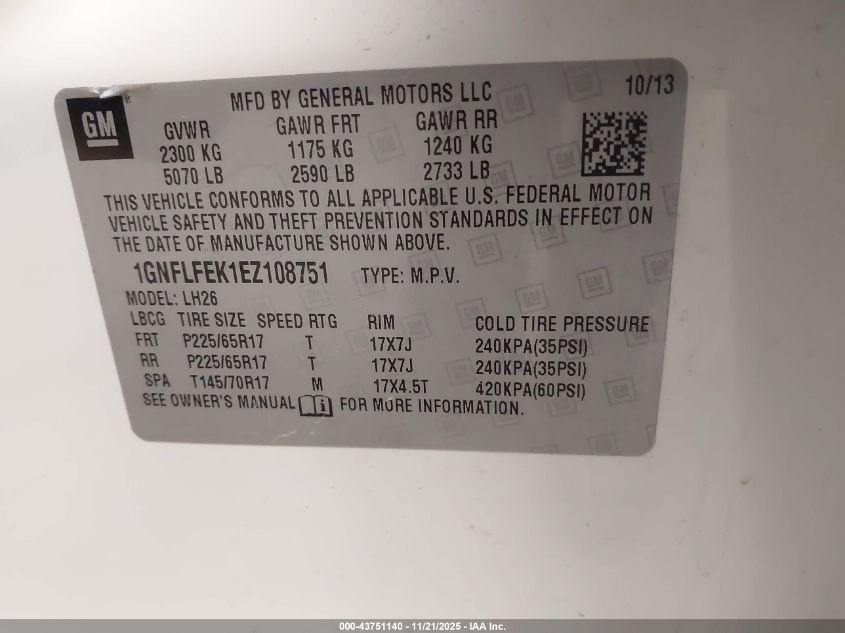 GM
®
MFD BY GENERAL MOTORS LLC
10/13
GVWR GAWR FRT GAWR RR
2300 KG 1175 KG 1240 KG
5070 LB 2590 LB 2733 LB
THIS VEHICLE CONFORMS TO ALL APPLICABLE U.S. FEDERAL MOTOR
VEHICLE SAFETY AND THEFT PREVENTION STANDARDS IN EFFECT ON
THE DATE OF MANUFACTURE SHOWN ABOVE.
1GNFLFEK1EZ108751 TYPE: M.P.V.
MODEL: LH26
LBCG TIRE SIZE SPEED RTG RIM COLD TIRE PRESSURE
FRT P225/65R17 T 17X7J 240KPA(35PSI)
RR P225/65R17 T 17X7J 240KPA(35PSI)
SPA T145/70R17 M 17X4.5T 420KPA(60PSI)
SEE OWNER'S MANUAL FOR MORE INFORMATION.
000-43751140 - 11/21/2025 - IAA Inc.